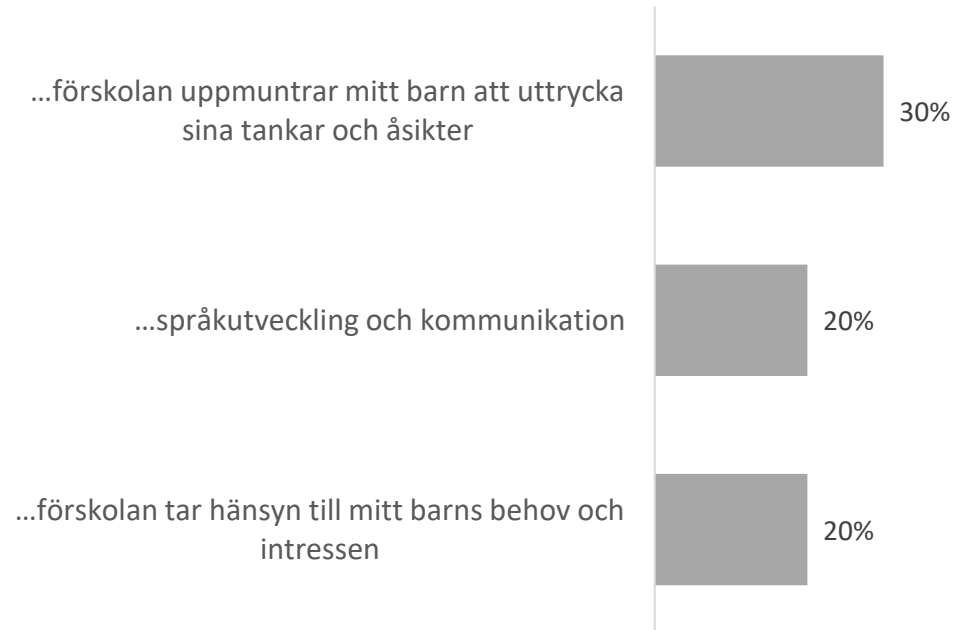 ...förskolan uppmuntrar mitt barn att uttrycka
sina tankar och åsikter
30%
...språkutveckling och kommunikation
20%
...förskolan tar hänsyn till mitt barns behov och
intressen
20%